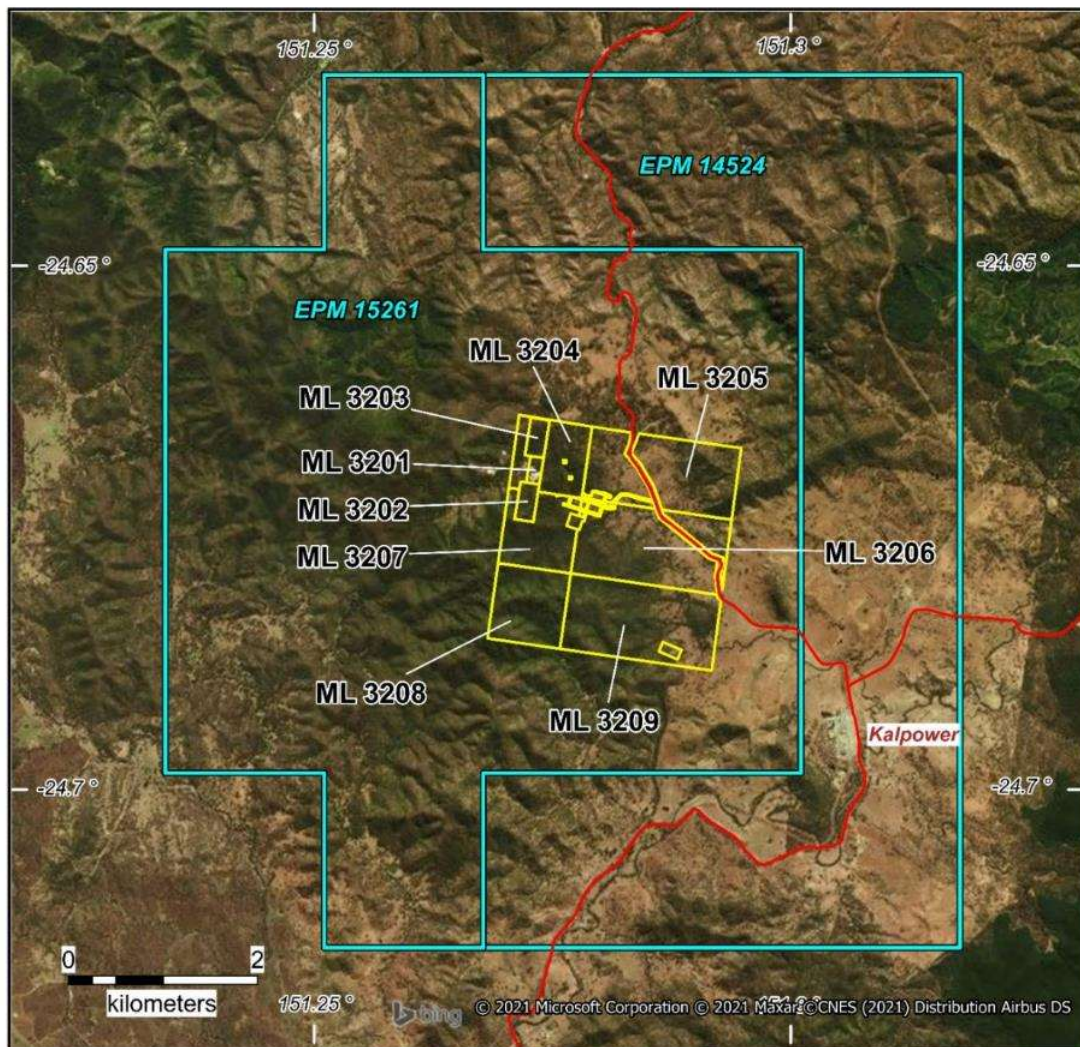 151.25 °
151.3 °
EPM 14524
-24.65 °
-24.65 °
EPM 15261
ML 3204
ML 3205
ML 3203
ML 3201
ML 3202
ML 3207
ML 3206
ML 3208
ML 3209
Kalpower
-24.7 °
-24.7 °
0 2
kilometers
151.25 °
151.3 °
bing
© 2021 Microsoft Corporation © 2021 Maxar ©CNES (2021) Distribution Airbus DS